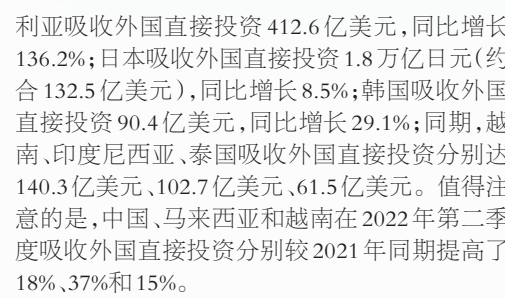 利亚吸收外国直接投资412.6亿美元,同比增长
136.2%;日本吸收外国直接投资1.8万亿日元(约
合132.5亿美元),同比增长8.5%;韩国吸收外国
直接投资90.4亿美元,同比增长29.1%;同期,越
南、印度尼西亚、泰国吸收外国直接投资分别达
140.3亿美元、102.7亿美元、61.5亿美元。值得注
意的是,中国、马来西亚和越南在2022年第二季
度吸收外国直接投资分别较2021年同期提高了
18%、37%和15%。